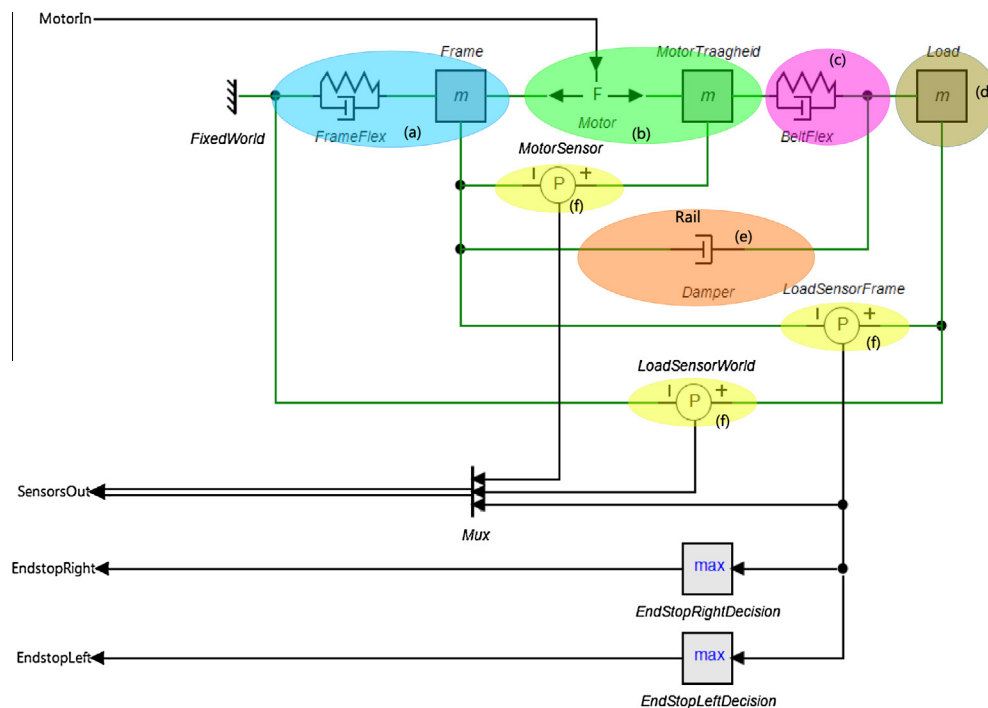 MotorIn
Frame
MotorTraagheid
(c)
Load
m
F
m
m
(d
FixedWorld
FrameFlex
(a)
Motor
(b)
BeltFlex
MotorSensor
P
(f)
Rail
(e)
Damper
LoadSensorFrame
P
(f)
LoadSensorWorld
P
(f)
SensorsOut
Mux
EndstopRight
max
EndStopRightDecision
EndstopLeft
max
EndStopLeftDecision